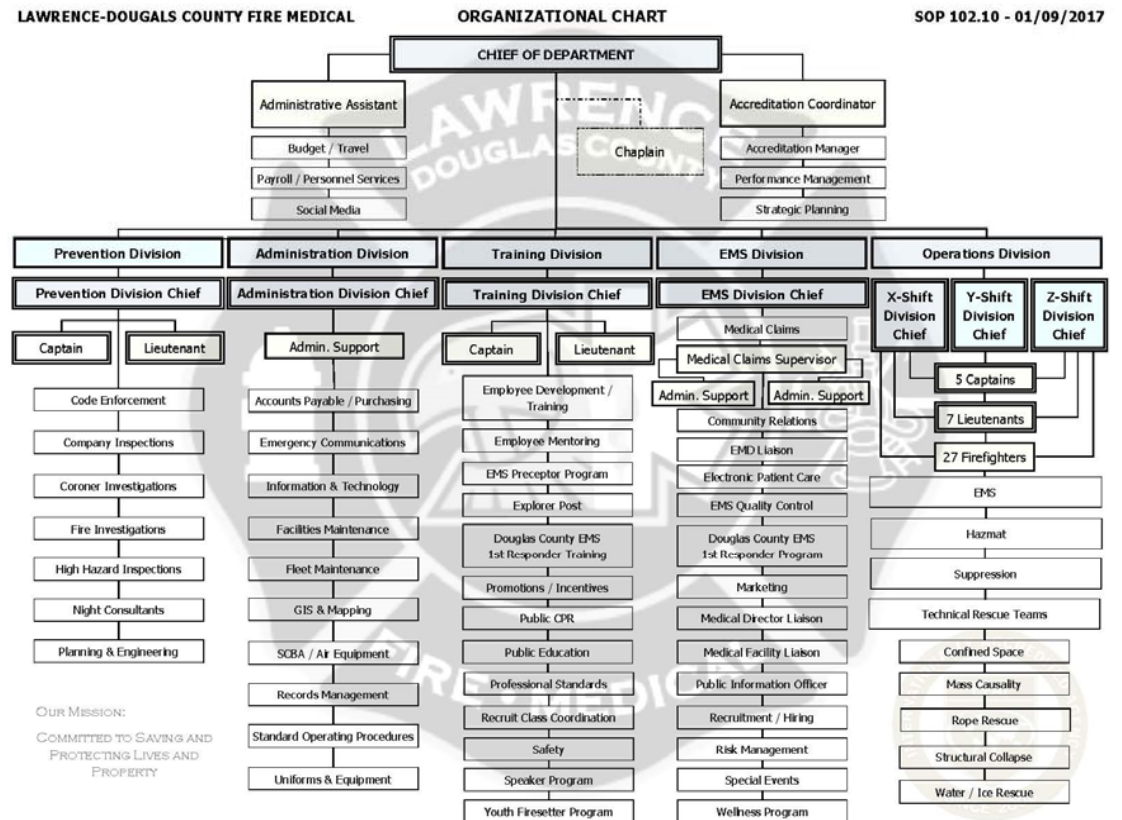 LAWRENCE-DOUGALS COUNTY FIRE MEDICAL
ORGANIZATIONAL CHART
SOP 102.10 - 01/09/2017
CHIEF OF DEPARTMENT
Administrative Assistant
Budget / Travel
Payroll / Personnel Services
Social Media
Chaplain
Accreditation Coordinator
Accreditation Manager
Performance Management
Strategic Planning
LAWRENCE
DOUGLAS COUNTY
FIRE • MEDICAL
Prevention Division
Prevention Division Chief
Captain
Lieutenant
Code Enforcement
Company Inspections
Coroner Investigations
Fire Investigations
High Hazard Inspections
Night Consultants
Planning & Engineering
OUR MISSION:
COMMITTED TO SAVING AND
PROTECTING LIVES AND
PROPERTY
Administration Division
Administration Division Chief
Admin. Support
Accounts Payable / Purchasing
Emergency Communications
Information & Technology
Facilities Maintenance
Fleet Maintenance
GIS & Mapping
SCBA / Air Equipment
Records Management
Standard Operating Procedures
Uniforms & Equipment
Training Division
Training Division Chief
Captain
Lieutenant
Employee Development /
Training
Employee Mentoring
EMS Preceptor Program
Explorer Post
Douglas County EMS
1st Responder Training
Promotions / Incentives
Public CPR
Public Education
Professional Standards
Recruit Class Coordination
Safety
Speaker Program
Youth Firesetter Program
EMS Division
EMS Division Chief
Medical Claims
Medical Claims Supervisor
Admin. Support
Admin. Support
Community Relations
EMD Liaison
Electronic Patient Care
EMS Quality Control
Douglas County EMS
1st Responder Program
Marketing
Medical Director Liaison
Medical Facility Liaison
Public Information Officer
Recruitment / Hiring
Risk Management
Special Events
Wellness Program
Operations Division
X-Shift
Division
Chief
Y-Shift
Division
Chief
Z-Shift
Division
Chief
5 Captains
7 Lieutenants
27 Firefighters
EMS
Hazmat
Suppression
Technical Rescue Teams
Confined Space
Mass Causality
Rope Rescue
Structural Collapse
Water / Ice Rescue